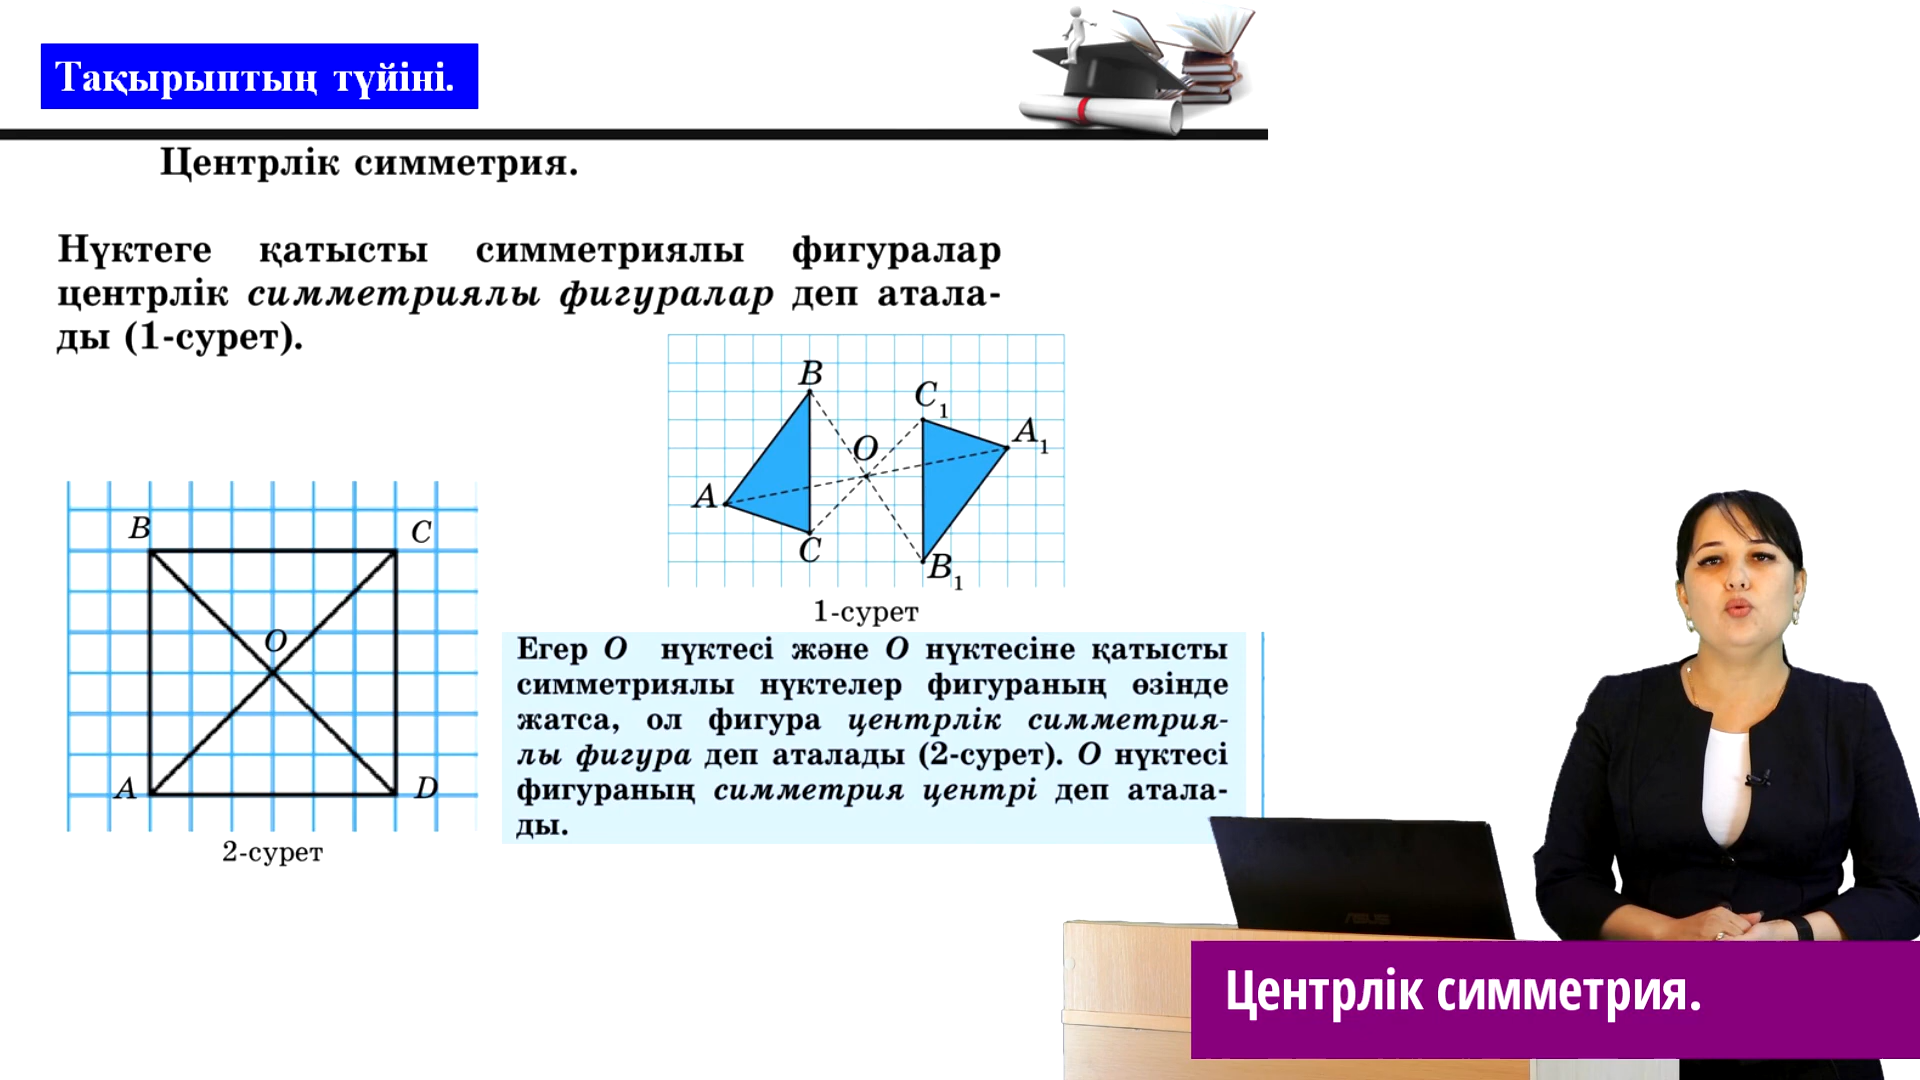 Тақырыптың түйіні.
Центрлік симметрия.
Нүктеге қатысты симметриялы фигуралар
центрлік симметриялы фигуралар деп атала-
ды (1-сурет).
B
C1
A1
O
A
C
B1
1-сурет
B
C
O
A
D
2-сурет
Егер O нүктесі және O нүктесіне қатысты
симметриялы нүктелер фигураның өзінде
жатса, ол фигура центрлік симметрия-
лы фигура деп аталады (2-сурет). O нүктесі
фигураның симметрия центрі деп атала-
ды.
ASUS
Центрлік симметрия.